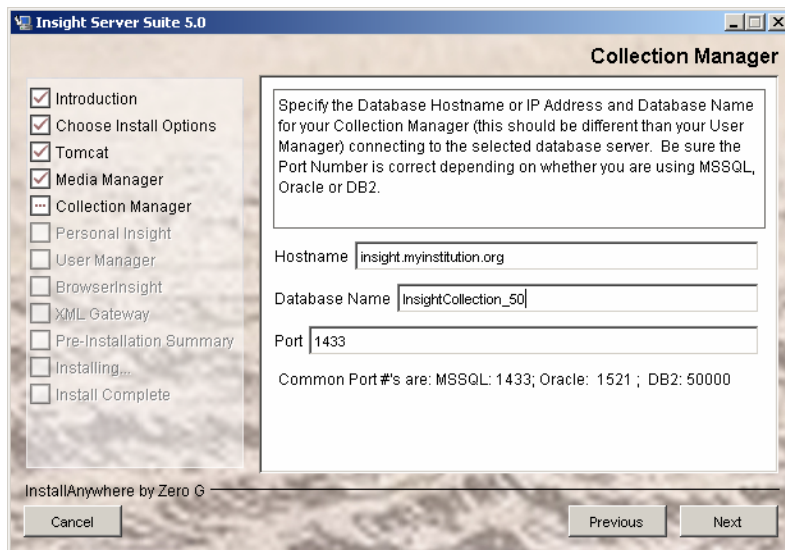 Insight Server Suite 5.0
Collection Manager
Introduction
Choose Install Options
Tomcat
Media Manager
Collection Manager
Personal Insight
User Manager
BrowserInsight
XML Gateway
Pre-Installation Summary
Installing...
Install Complete
Specify the Database Hostname or IP Address and Database Name
for your Collection Manager (this should be different than your User
Manager) connecting to the selected database server.  Be sure the
Port Number is correct depending on whether you are using MSSQL,
Oracle or DB2.
Hostname insight.myinstitution.org
Database Name InsightCollection_50
Port 1433
Common Port #'s are: MSSQL: 1433; Oracle:  1521 ;  DB2: 50000
InstallAnywhere by Zero G
Cancel Previous Next